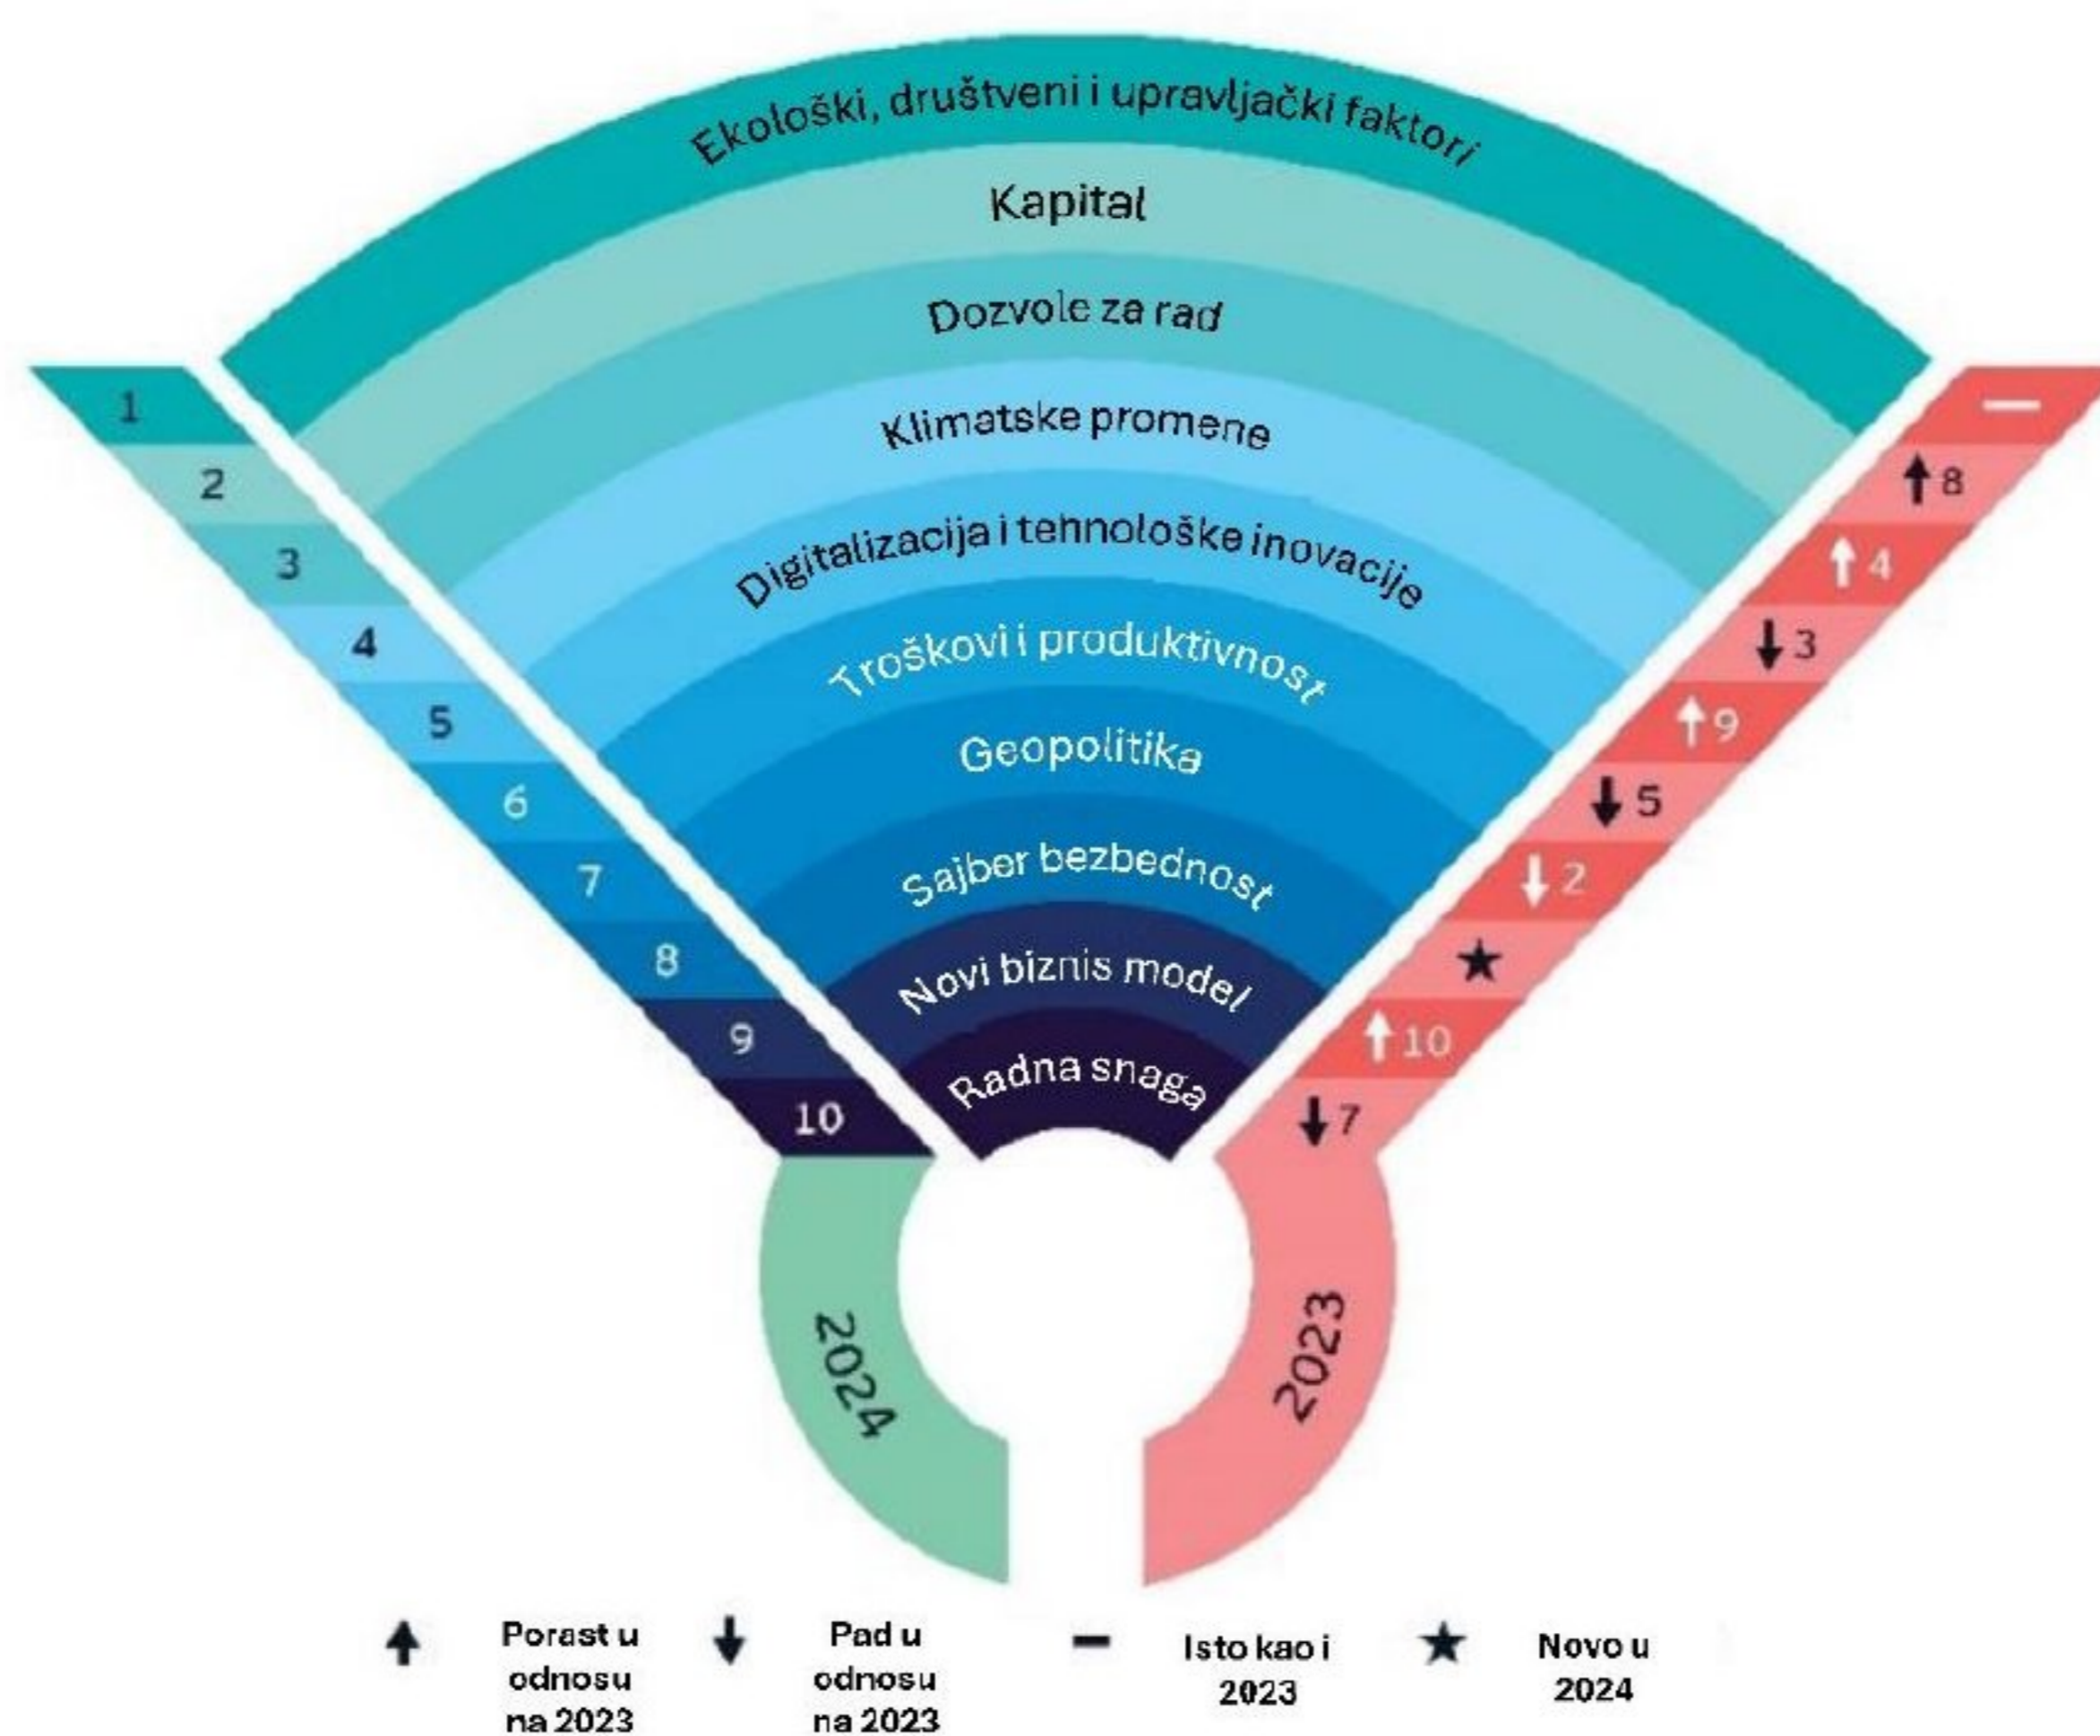 Ekološki, društveni i upravljački faktori
Kapital
Dozvole za rad
Klimatske promene
Digitalizacija i tehnološke inovacije
Troškovi i produktivnost
Geopolitika
Sajber bezbednost
Novi biznis model
Radna snaga
1
2
3
4
5
6
7
8
9
10
2024
—
↑ 8
↑ 4
↓ 3
↑ 9
↓ 5
↓ 2
★
↑ 10
↓ 7
2023
↑ Porast u
odnosu
na 2023
↓ Pad u
odnosu
na 2023
— Isto kao i
2023
★ Novo u
2024